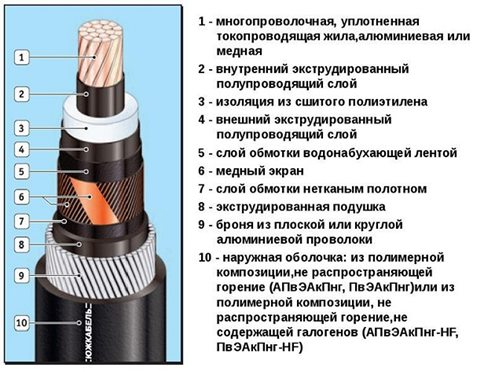 1 - многопроволочная, уплотненная
токопроводящая жила,алюминиевая или
медная
2 - внутренний экструдированный
полупроводящий слой
3 - изоляция из сшитого полиэтилена
4 - внешний экструдированный
полупроводящий слой
5 - слой обмотки водонабухающей лентой
6 - медный экран
7 - слой обмотки нетканым полотном
8 - экструдированная подушка
9 - броня из плоской или круглой
алюминиевой проволоки
10 - наружная оболочка: из полимерной
композиции,не распространяющей
горение (АПвЭАкПнг, ПвЭАкПнг)или из
полимерной композиции, не
распространяющей горение,не
содержащей галогенов (АПвЭАкПнг-HF,
ПвЭАкПнг-HF)
1
2
3
4
5
6
7
8
9
10
ЮЖКАБЕЛЬ